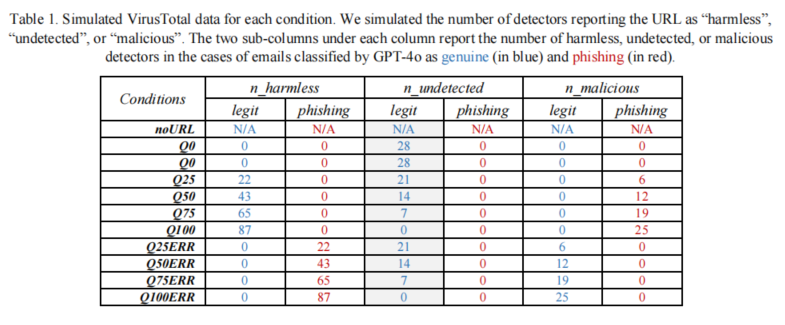 Table 1. Simulated VirusTotal data for each condition. We simulated the number of detectors reporting the URL as “harmless”,
“undetected”, or “malicious”. The two sub-columns under each column report the number of harmless, undetected, or malicious
detectors in the cases of emails classified by GPT-4o as genuine (in blue) and phishing (in red).
Conditions n_harmless n_undetected n_malicious
legit phishing legit phishing legit phishing
noURL N/A N/A N/A N/A N/A N/A
Q0 0 0 28 0 0 0
Q0 0 0 28 0 0 0
Q25 22 0 21 0 0 6
Q50 43 0 14 0 0 12
Q75 65 0 7 0 0 19
Q100 87 0 0 0 0 25
Q25ERR 0 22 21 0 6 0
Q50ERR 0 43 14 0 12 0
Q75ERR 0 65 7 0 19 0
Q100ERR 0 87 0 0 25 0